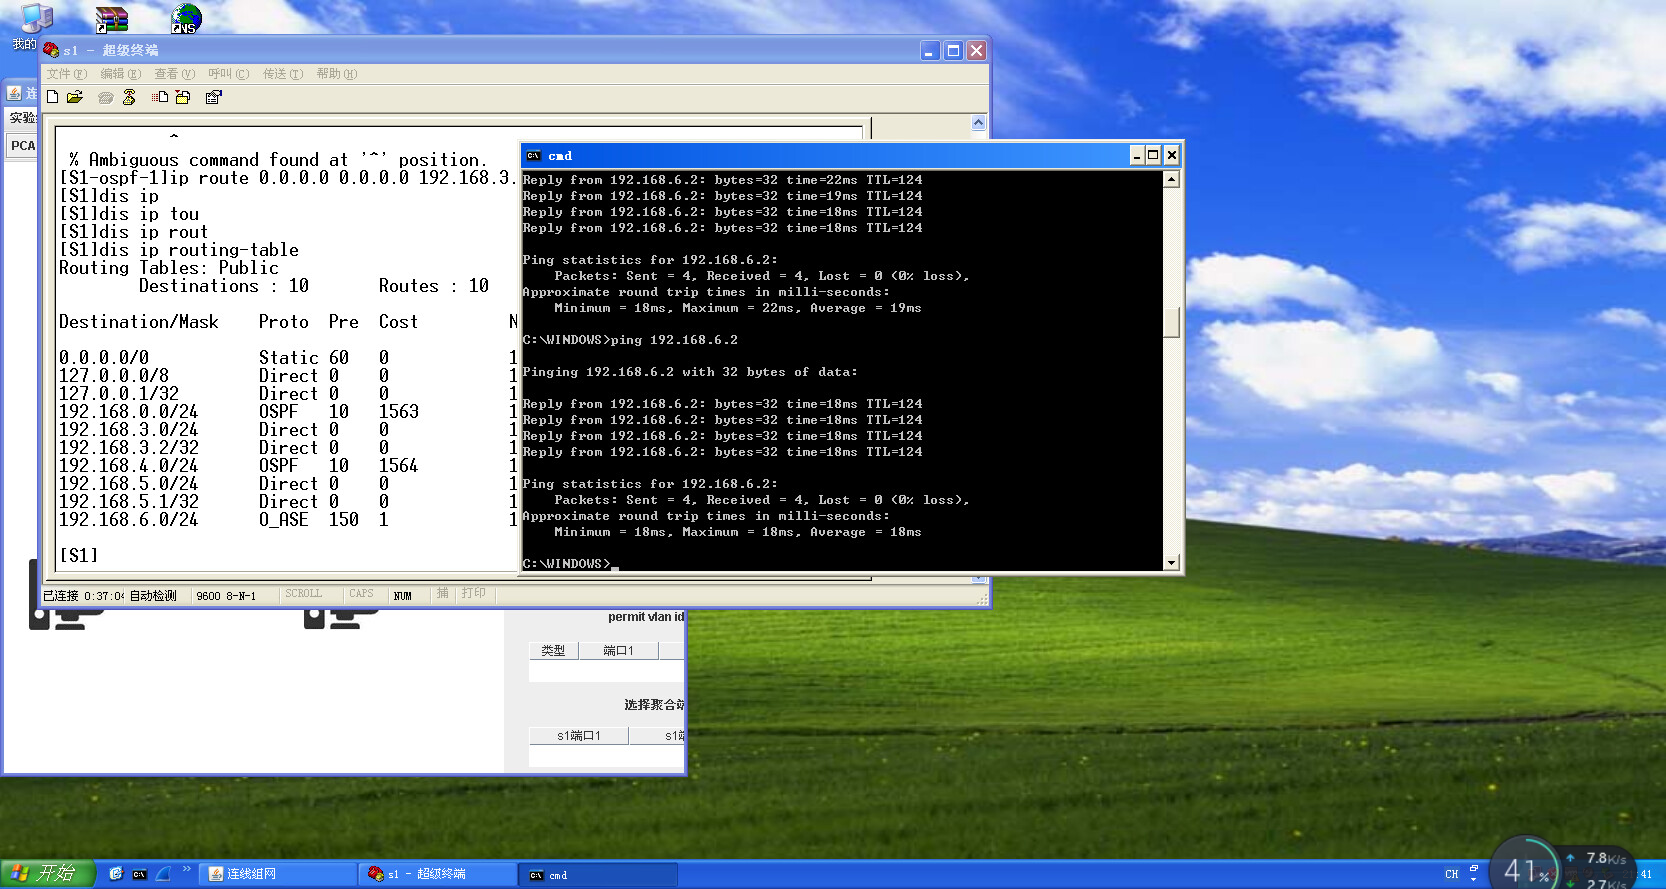 我的
s1 - 超级终端
文件(F) 编辑(E) 查看(V) 呼叫(C) 传送(T) 帮助(H)
连
实验
PCA
^
% Ambiguous command found at '^' position.
[S1-ospf-1]ip route 0.0.0.0 0.0.0.0 192.168.3.
[S1]dis ip
[S1]dis ip tou
[S1]dis ip rout
[S1]dis ip routing-table
Routing Tables: Public
Destinations : 10 Routes : 10
Destination/Mask Proto Pre Cost N
0.0.0.0/0 Static 60 0 1
127.0.0.0/8 Direct 0 0 1
127.0.0.1/32 Direct 0 0 1
192.168.0.0/24 OSPF 10 1563 1
192.168.3.0/24 Direct 0 0 1
192.168.3.2/32 Direct 0 0 1
192.168.4.0/24 OSPF 10 1564 1
192.168.5.0/24 Direct 0 0 1
192.168.5.1/32 Direct 0 0 1
192.168.6.0/24 O_ASE 150 1 1
[S1]
已连接 0:37:04 自动检测 9600 8-N-1 SCROLL CAPS NUM 捕 打印
cmd
Reply from 192.168.6.2: bytes=32 time=22ms TTL=124
Reply from 192.168.6.2: bytes=32 time=19ms TTL=124
Reply from 192.168.6.2: bytes=32 time=18ms TTL=124
Reply from 192.168.6.2: bytes=32 time=18ms TTL=124
Ping statistics for 192.168.6.2:
Packets: Sent = 4, Received = 4, Lost = 0 (0% loss),
Approximate round trip times in milli-seconds:
Minimum = 18ms, Maximum = 22ms, Average = 19ms
C:\WINDOWS>ping 192.168.6.2
Pinging 192.168.6.2 with 32 bytes of data:
Reply from 192.168.6.2: bytes=32 time=18ms TTL=124
Reply from 192.168.6.2: bytes=32 time=18ms TTL=124
Reply from 192.168.6.2: bytes=32 time=18ms TTL=124
Reply from 192.168.6.2: bytes=32 time=18ms TTL=124
Ping statistics for 192.168.6.2:
Packets: Sent = 4, Received = 4, Lost = 0 (0% loss),
Approximate round trip times in milli-seconds:
Minimum = 18ms, Maximum = 18ms, Average = 18ms
C:\WINDOWS>_
permit vlan id
类型 端口1
选择聚合端
s1端口1 s1端
开始 连线组网 s1 - 超级终端 cmd CH 41% 7.8K/s
2.7K/s :41